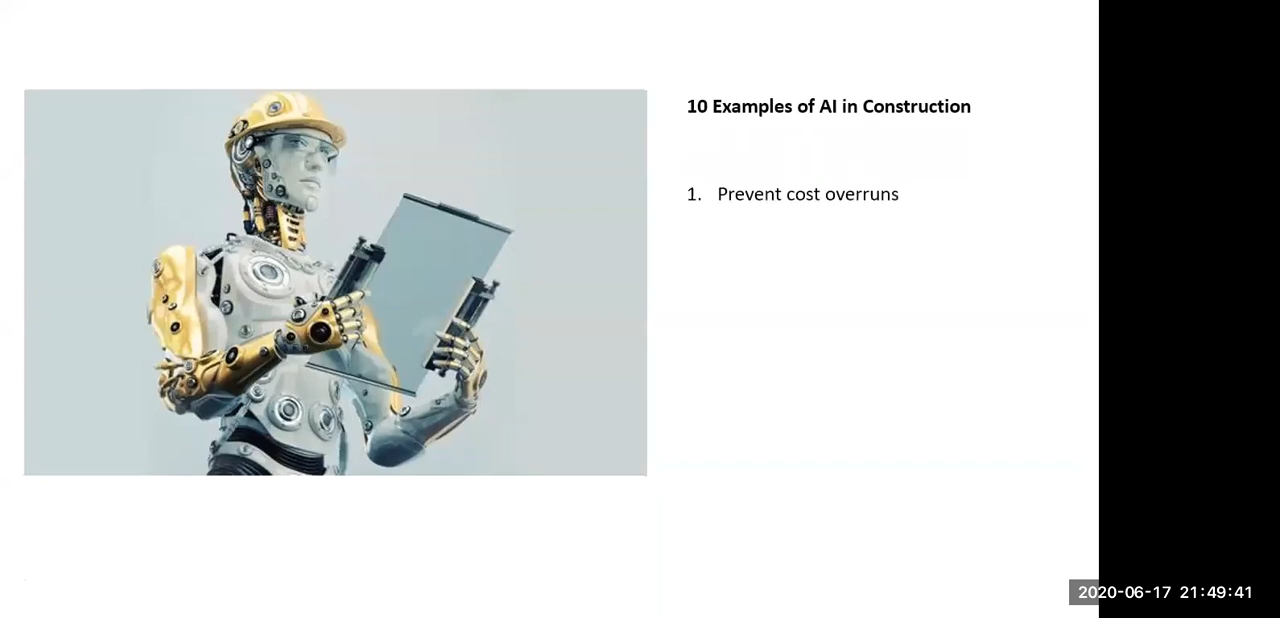 10 Examples of AI in Construction
1. Prevent cost overruns
2020-06-17 21:49:41